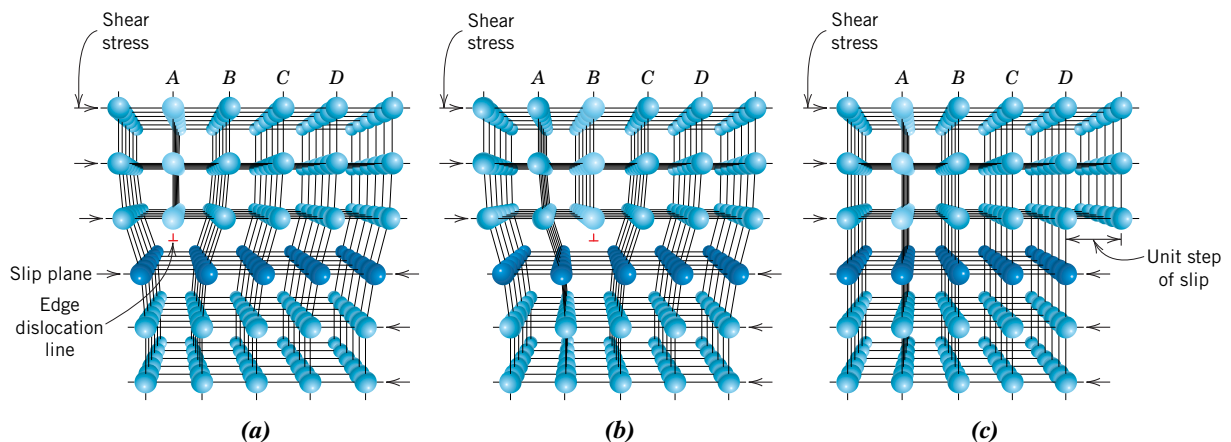 Shear
stress
A B C D
Slip plane
Edge
dislocation
line
(a)
Shear
stress
A B C D
(b)
Shear
stress
A B C D
Unit step
of slip
(c)